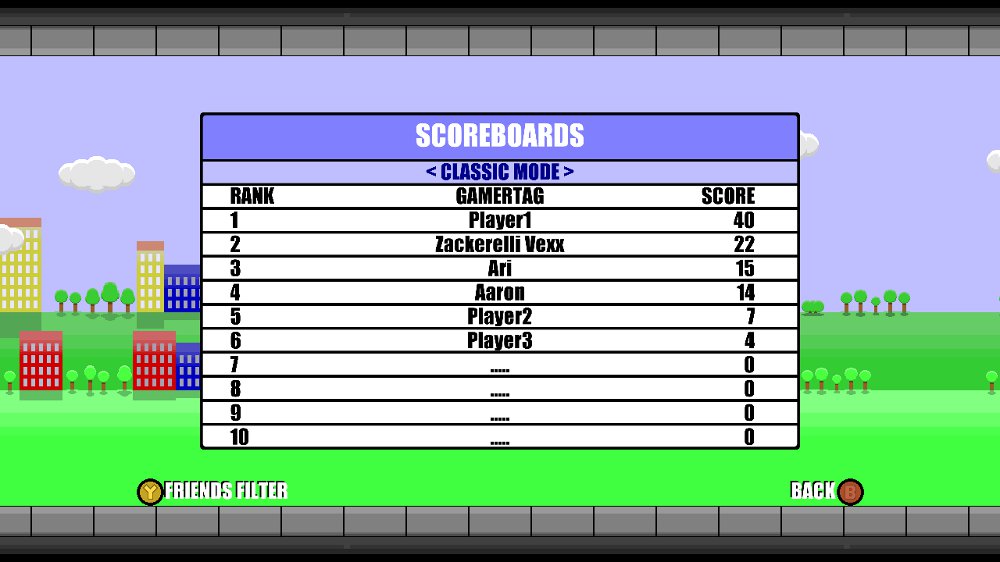 SCOREBOARDS
< CLASSIC MODE >
RANK GAMERTAG SCORE
1 Player1 40
2 Zackerelli Vexx 22
3 Ari 15
4 Aaron 14
5 Player2 7
6 Player3 4
7 ..... 0
8 ..... 0
9 ..... 0
10 ..... 0
Y FRIENDS FILTER BACK B